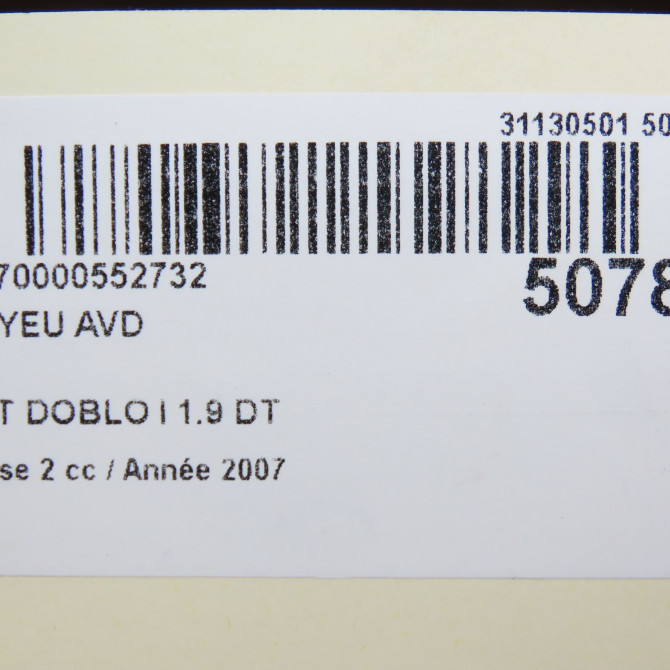 31130501 50
70000552732
5078
YEU AVD
T DOBLO I 1.9 DT
se 2 cc / Année 2007